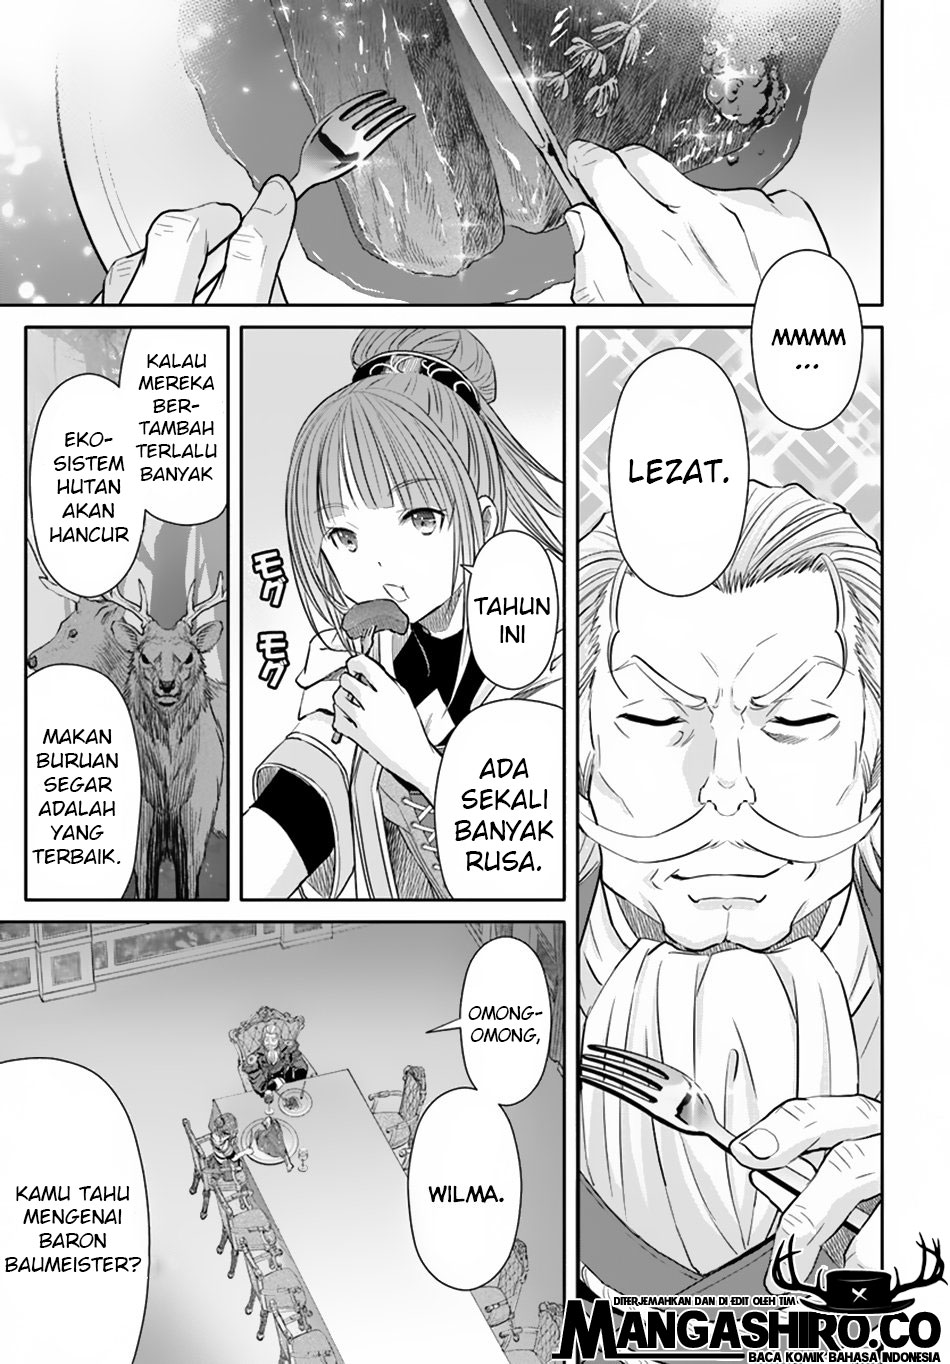 MMMM
...
LEZAT.
TAHUN
INI
ADA
SEKALI
BANYAK
RUSA.
モグ
モグ
KALAU
MEREKA
BER-
TAMBAH
TERLALU
BANYAK
EKO-
SISTEM
HUTAN
AKAN
HANCUR
MAKAN
BURUAN
SEGAR
ADALAH
YANG
TERBAIK.
OMONG-
OMONG,
WILMA.
KAMU TAHU
MENGENAI
BARON
BAUMEISTER?
DITERJEMAHKAN DAN DI EDIT OLEH TIM
MANGASHIRO.CO
BACA KOMIK BAHASA INDONESIA